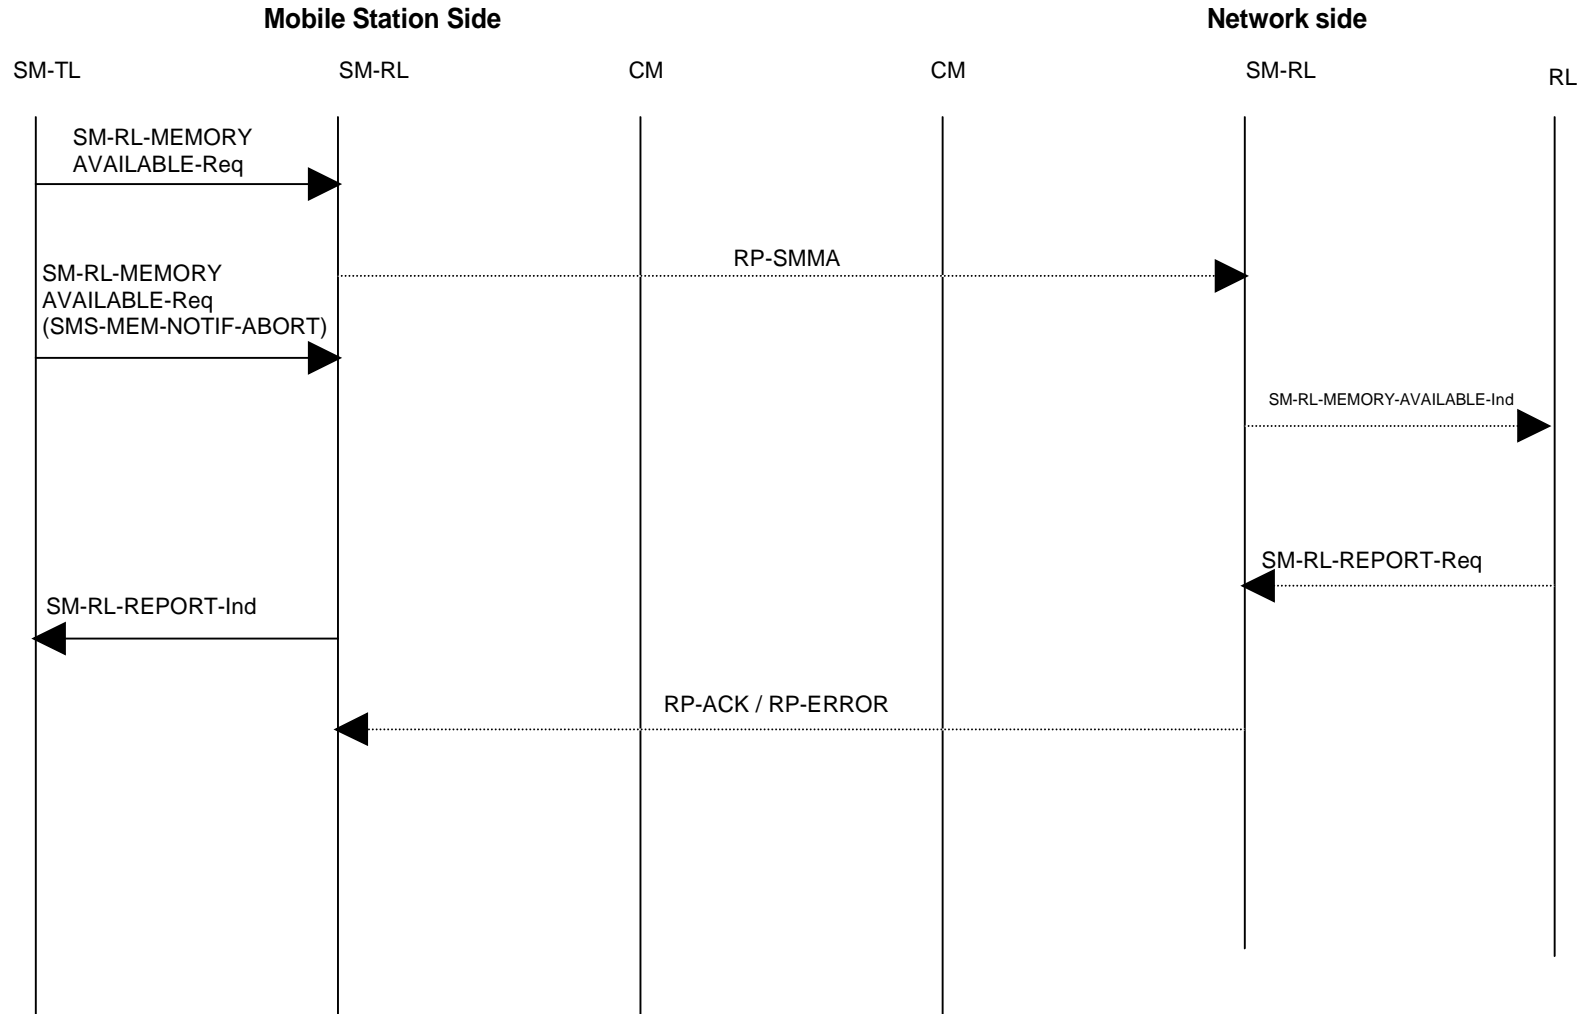 Mobile Station Side
Network side
SM-TL
SM-RL
CM
CM
SM-RL
RL
SM-RL-MEMORY
AVAILABLE-Req
RP-SMMA
SM-RL-MEMORY
AVAILABLE-Req
(SMS-MEM-NOTIF-ABORT)
SM-RL-MEMORY-AVAILABLE-Ind
SM-RL-REPORT-Req
SM-RL-REPORT-Ind
RP-ACK / RP-ERROR